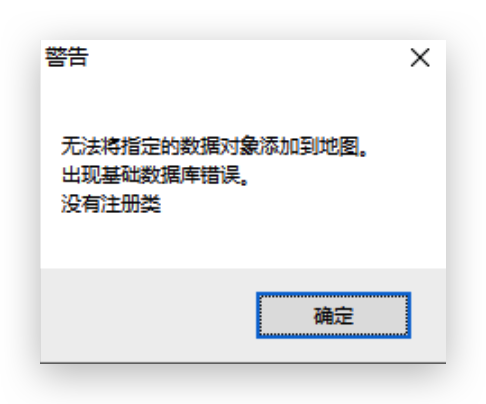 警告
无法将指定的数据对象添加到地图。
出现基础数据库错误。
没有注册类
确定